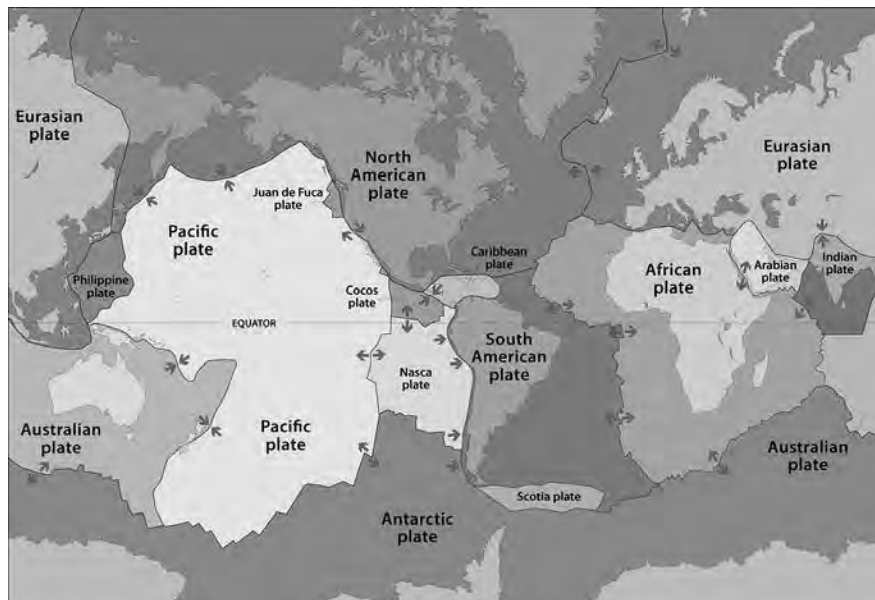 Eurasian
plate
North
American
plate
Eurasian
plate
Juan de Fuca
plate
Pacific
plate
Caribbean
plate
Philippine
plate
Cocos
plate
African
plate
Arabian
plate
Indian
plate
EQUATOR
South
American
plate
Nasca
plate
Australian
plate
Pacific
plate
Australian
plate
Scotia plate
Antarctic
plate